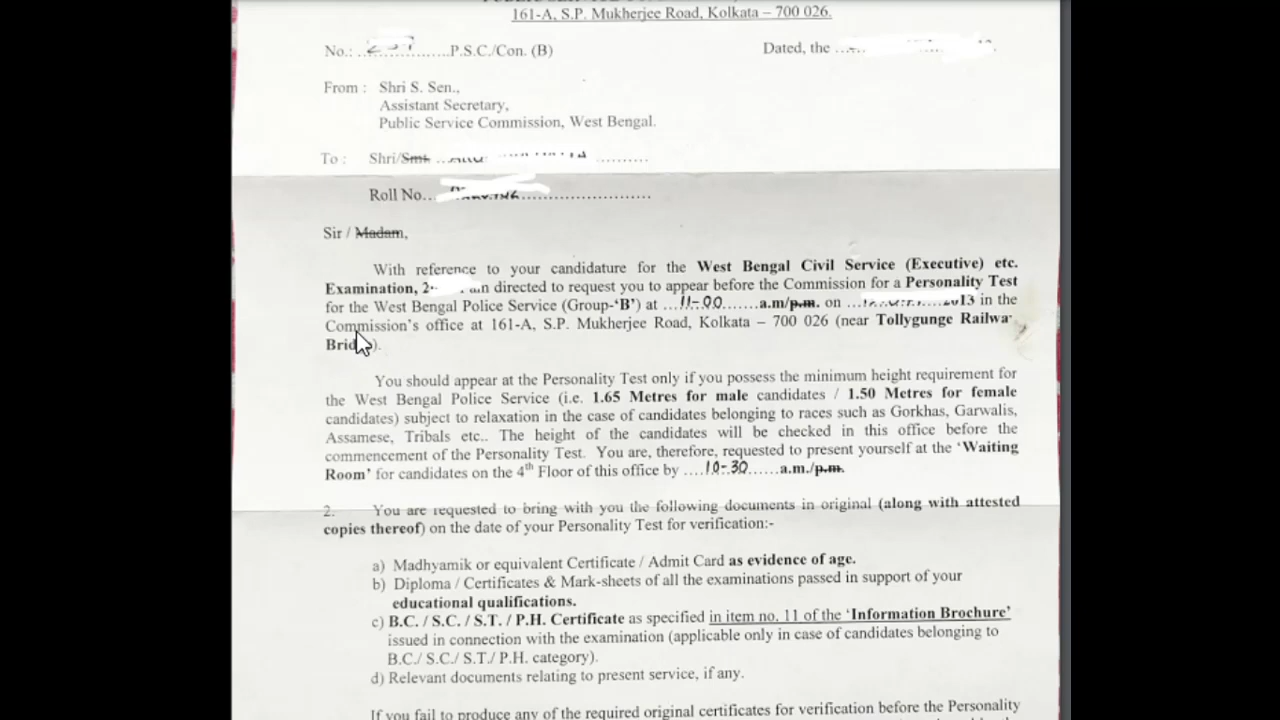 161-A, S.P. Mukherjee Road, Kolkata – 700 026.
No.: ..................P.S.C./Con. (B)
Dated, the
From : Shri S. Sen.,
Assistant Secretary,
Public Service Commission, West Bengal.
To : Shri/Smt.
Roll No...
Sir / Madam,
With reference to your candidature for the West Bengal Civil Service (Executive) etc.
Examination, directed to request you to appear before the Commission for a Personality Test
for the West Bengal Police Service (Group-‘B’) at ...11-00.......a.m/p.m. on 13 in the
Commission's office at 161-A, S.P. Mukherjee Road, Kolkata – 700 026 (near Tollygunge Railwa
Brid ).
You should appear at the Personality Test only if you possess the minimum height requirement for
the West Bengal Police Service (i.e. 1.65 Metres for male candidates / 1.50 Metres for female
candidates) subject to relaxation in the case of candidates belonging to races such as Gorkhas, Garwalis,
Assamese, Tribals etc.. The height of the candidates will be checked in this office before the
commencement of the Personality Test. You are, therefore, requested to present yourself at the ‘Waiting
Room’ for candidates on the 4th Floor of this office by ....10-30......a.m./p.m.
2. You are requested to bring with you the following documents in original (along with attested
copies thereof) on the date of your Personality Test for verification:-
a) Madhyamik or equivalent Certificate / Admit Card as evidence of age.
b) Diploma / Certificates & Mark-sheets of all the examinations passed in support of your
educational qualifications.
c) B.C. / S.C. / S.T. / P.H. Certificate as specified in item no. 11 of the ‘Information Brochure’
issued in connection with the examination (applicable only in case of candidates belonging to
B.C./ S.C./ S.T./ P.H. category).
d) Relevant documents relating to present service, if any.
If you fail to produce any of the required original certificates for verification before the Personality